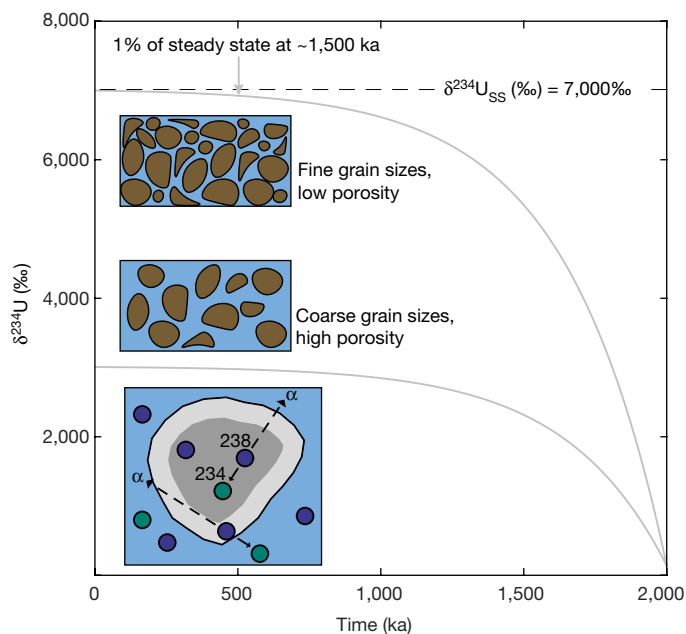 8,000
1% of steady state at ~1,500 ka
δ234USS (‰) = 7,000‰
6,000
Fine grain sizes,
low porosity
δ234U (‰)
4,000
Coarse grain sizes,
high porosity
α
2,000
238
234
α
0
500
1,000
1,500
2,000
Time (ka)